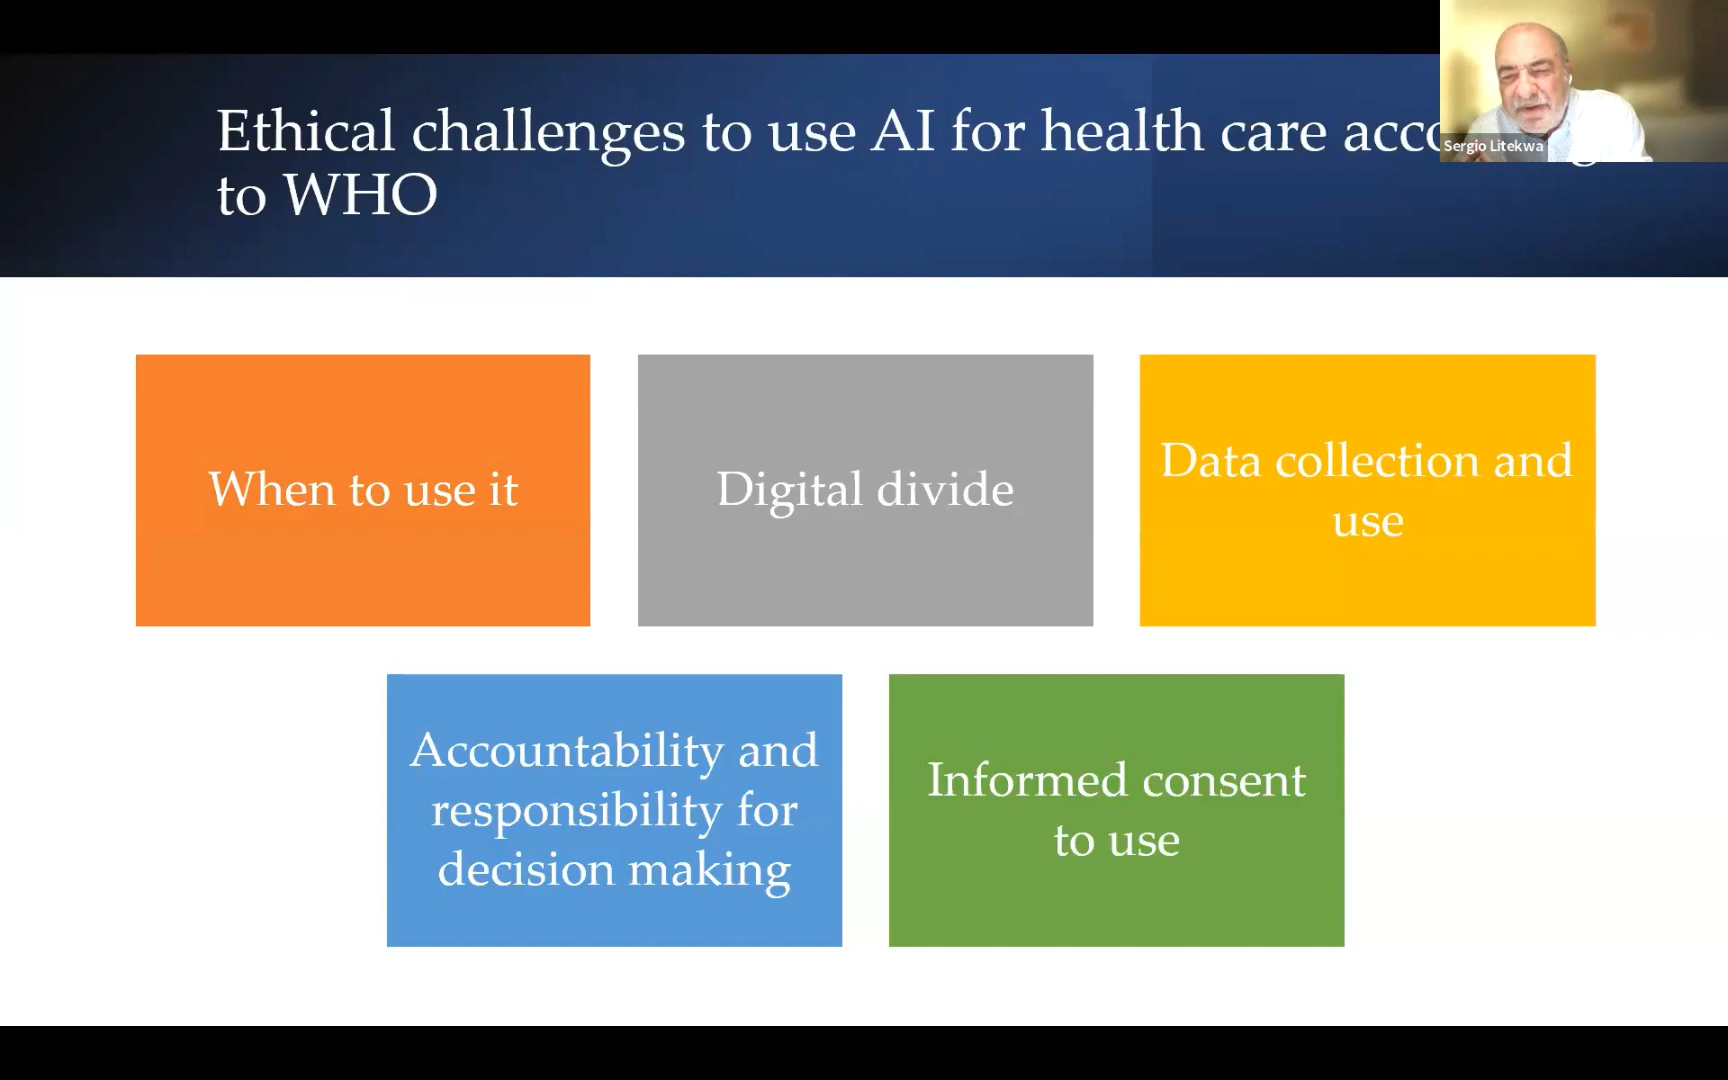 Ethical challenges to use AI for health care
to WHO
Sergio Litekwa
When to use it
Digital divide
Data collection and
use
Accountability and
responsibility for
decision making
Informed consent
to use